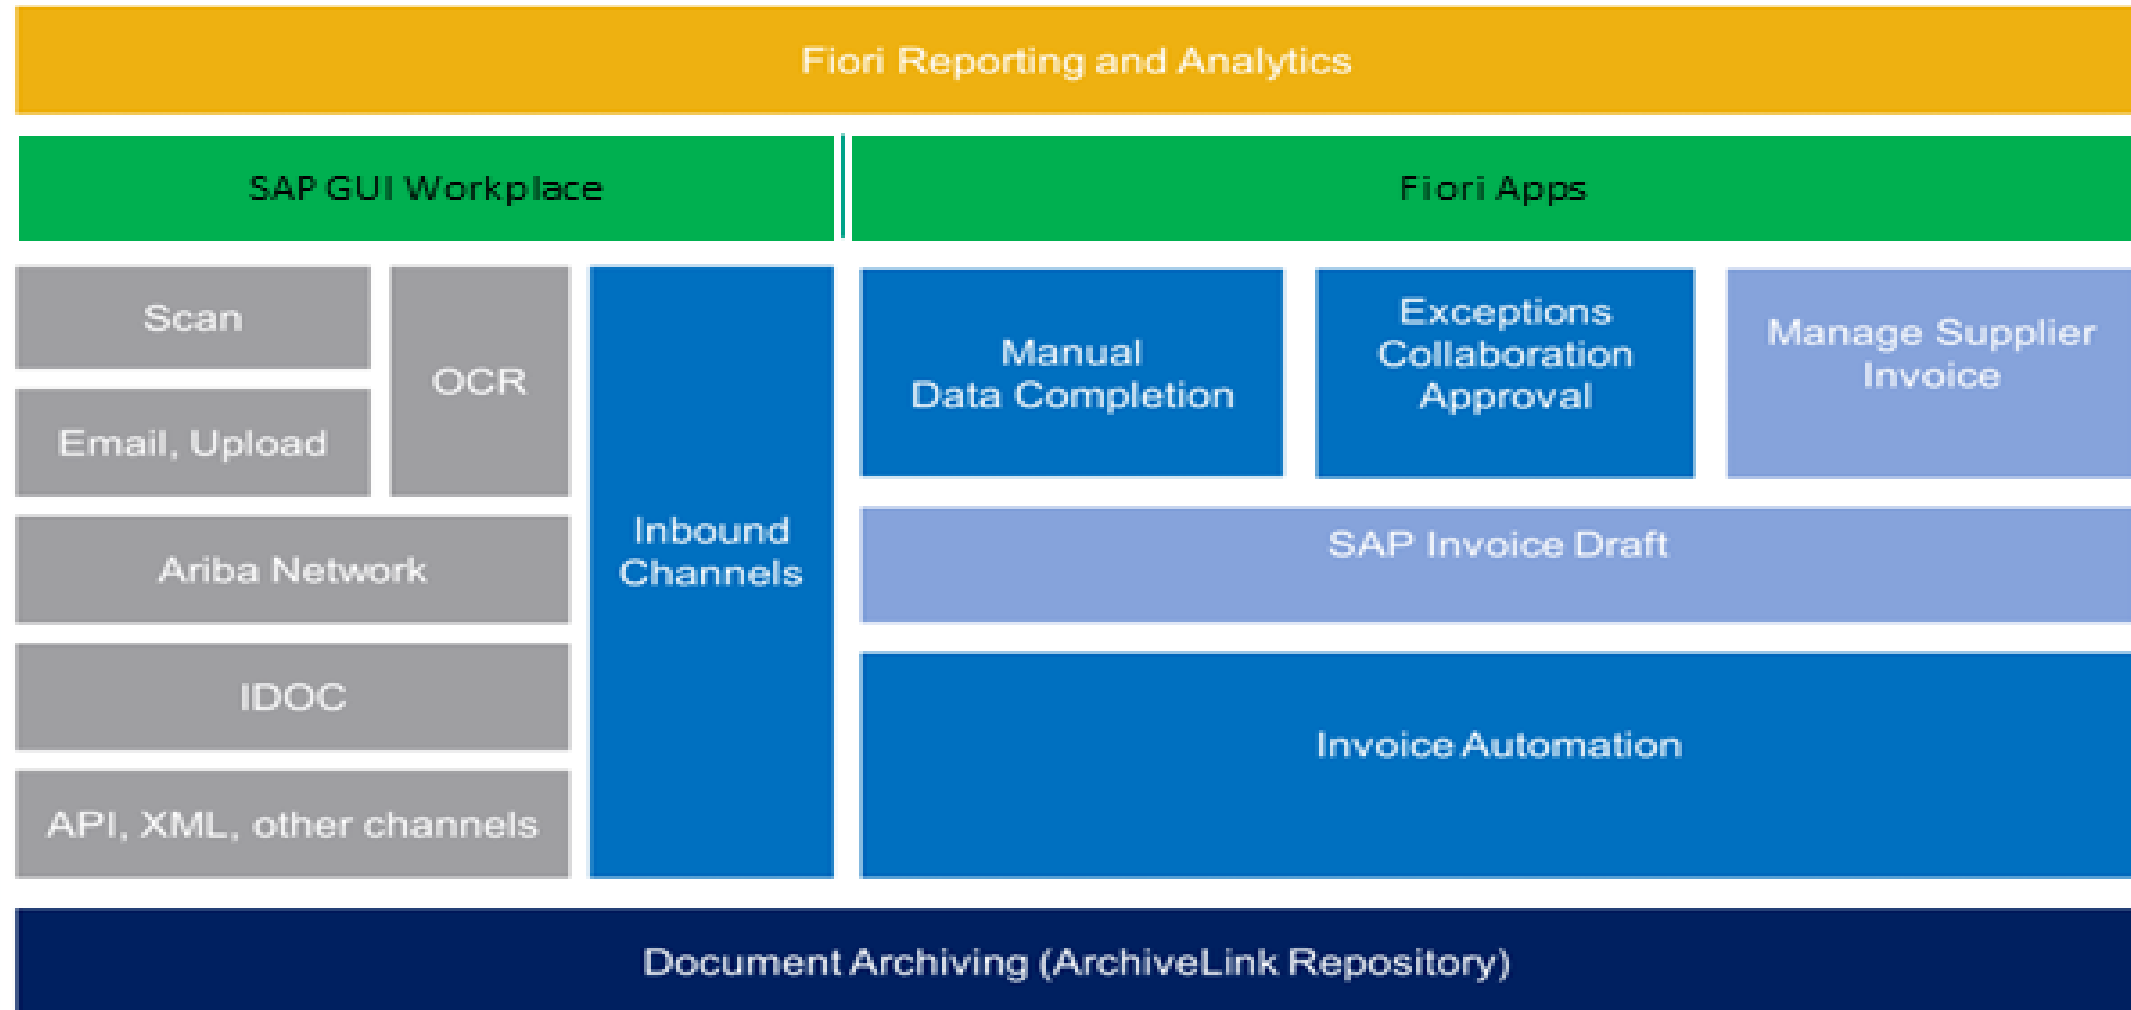 Fiori Reporting and Analytics
SAP GUI Workplace
Fiori Apps
Scan
Email, Upload
OCR
Ariba Network
IDOC
API, XML, other channels
Inbound
Channels
Manual
Data Completion
Exceptions
Collaboration
Approval
Manage Supplier
Invoice
SAP Invoice Draft
Invoice Automation
Document Archiving (ArchiveLink Repository)